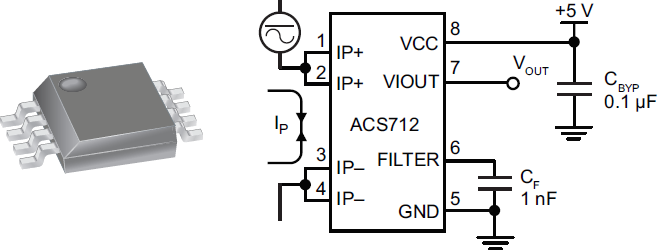 +5 V
1
IP+
2
IP+
IP
ACS712
3
IP–
4
IP–
VCC
8
VIOUT
7
VOUT
CBYP
0.1 µF
FILTER
6
CF
1 nF
GND
5